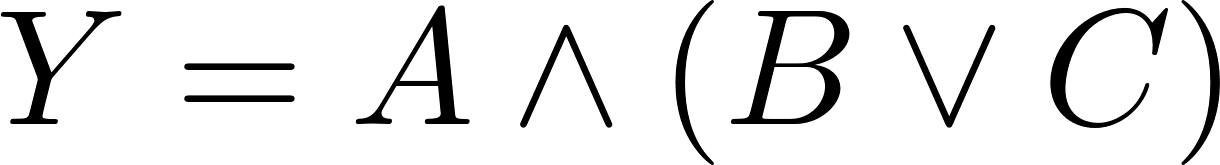 Y = A ∧ (B ∨ C)